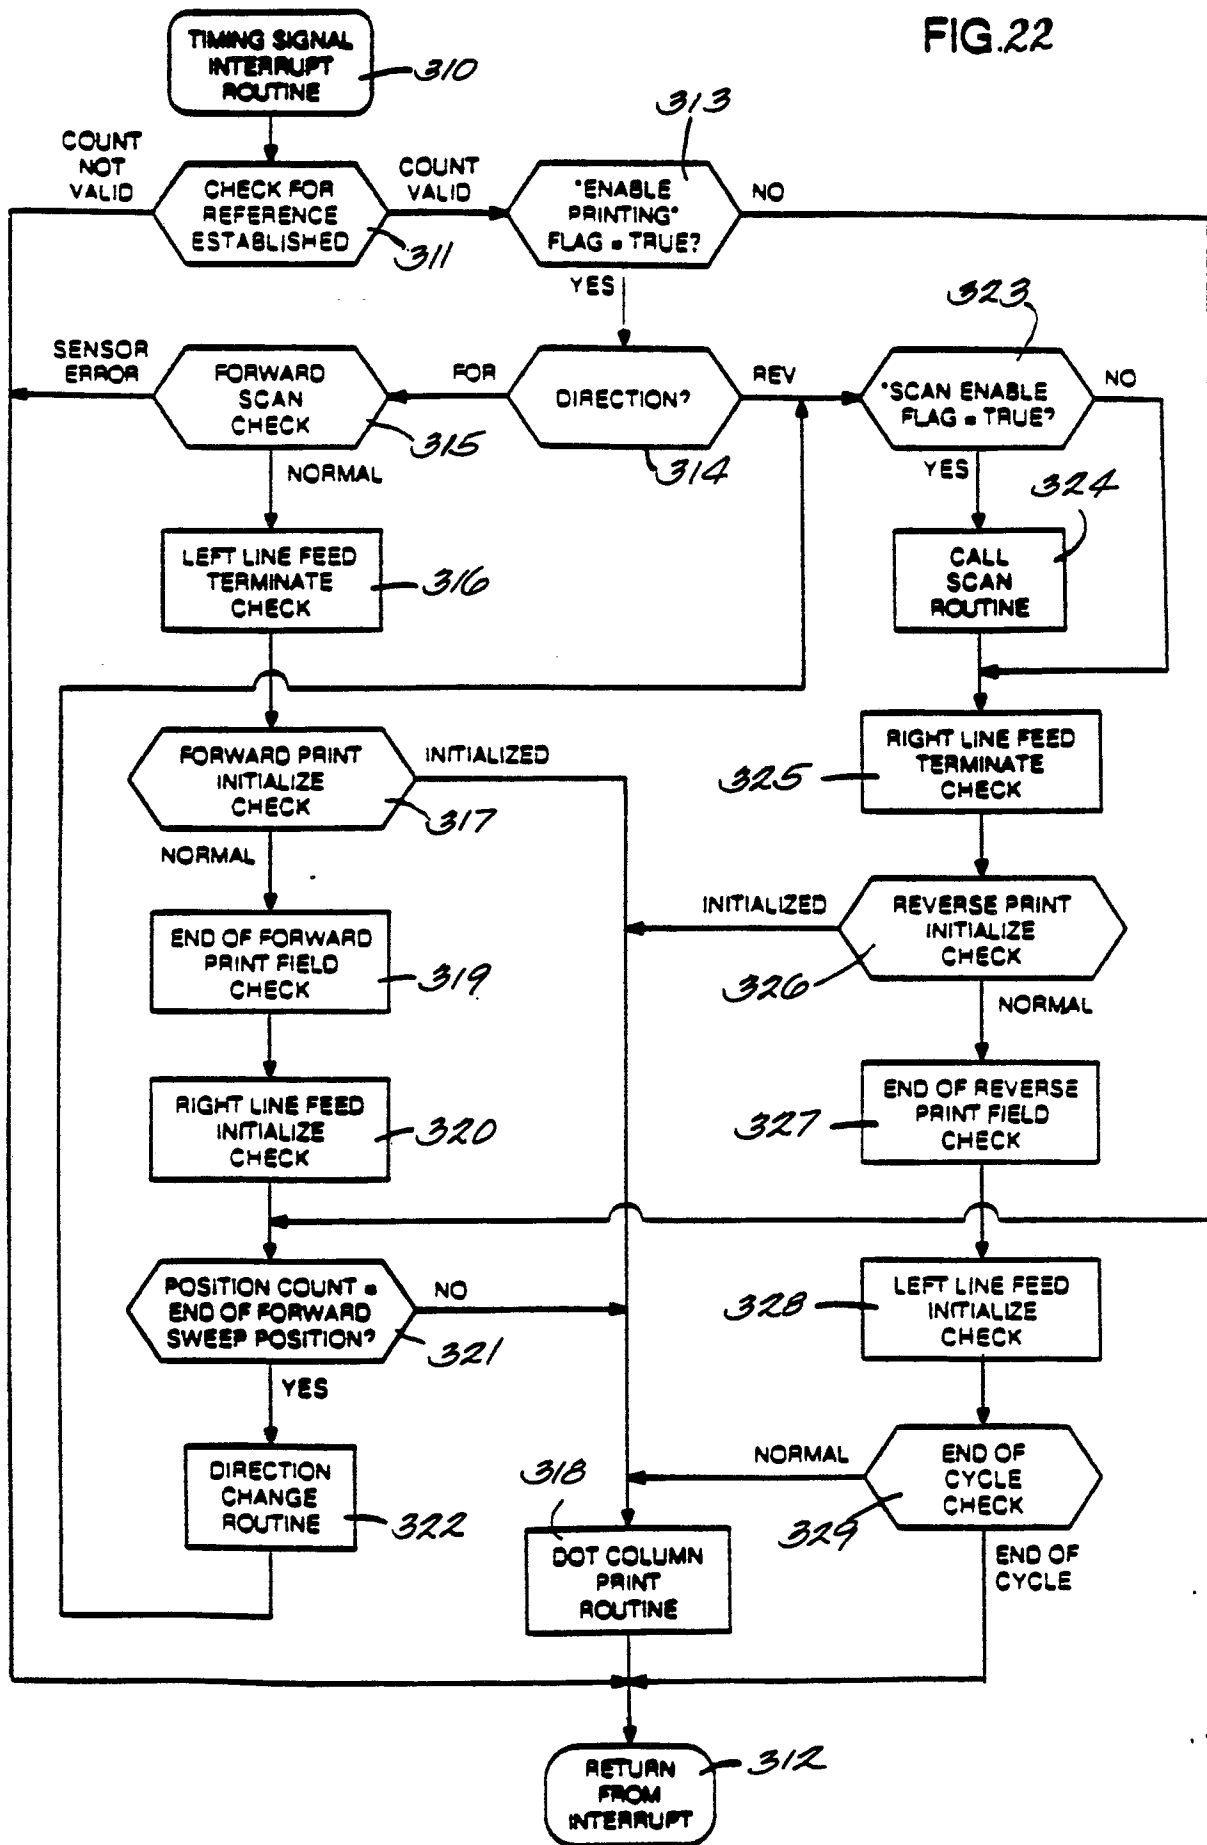 FIG.22
TIMING SIGNAL
INTERRUPT
ROUTINE
310
313
COUNT
NOT
VALID
CHECK FOR
REFERENCE
ESTABLISHED
311
COUNT
VALID
"ENABLE
PRINTING"
FLAG = TRUE?
NO
YES
323
SENSOR
ERROR
FORWARD
SCAN
CHECK
315
FOR
DIRECTION?
314
REV
"SCAN ENABLE
FLAG = TRUE?
NO
NORMAL
YES
324
LEFT LINE FEED
TERMINATE
CHECK
316
CALL
SCAN
ROUTINE
FORWARD PRINT
INITIALIZE
CHECK
317
INITIALIZED
RIGHT LINE FEED
TERMINATE
CHECK
325
NORMAL
INITIALIZED
REVERSE PRINT
INITIALIZE
CHECK
326
END OF FORWARD
PRINT FIELD
CHECK
319
NORMAL
RIGHT LINE FEED
INITIALIZE
CHECK
320
END OF REVERSE
PRINT FIELD
CHECK
327
POSITION COUNT =
END OF FORWARD
SWEEP POSITION?
321
NO
LEFT LINE FEED
INITIALIZE
CHECK
328
YES
DIRECTION
CHANGE
ROUTINE
322
NORMAL
END OF
CYCLE
CHECK
329
318
DOT COLUMN
PRINT
ROUTINE
END OF
CYCLE
RETURN
FROM
INTERRUPT
312